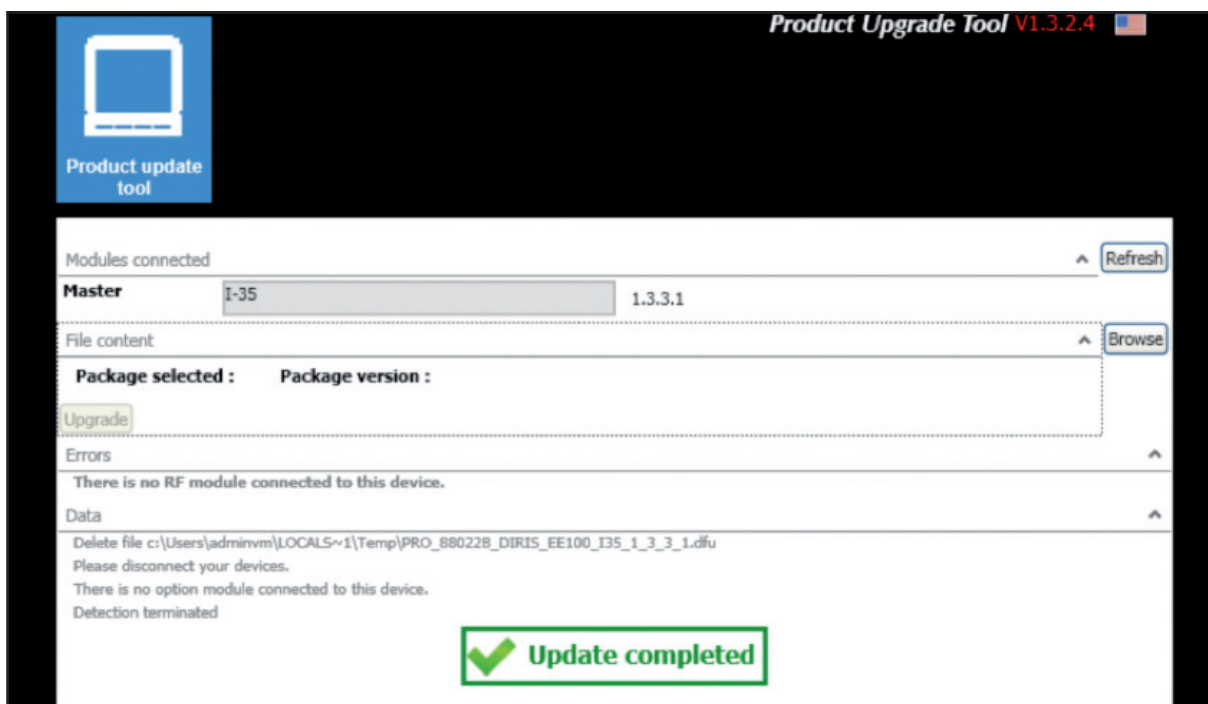 Product Upgrade Tool V1.3.2.4
Product update
tool
Modules connected
Refresh
Master I-35 1.3.3.1
File content
Browse
Package selected : Package version :
Upgrade
Errors
There is no RF module connected to this device.
Data
Delete file c:\Users\adminvm\LOCALS~1\Temp\PRO_880228_DIRIS_EE100_I35_1_3_3_1.dfu
Please disconnect your devices.
There is no option module connected to this device.
Detection terminated
Update completed